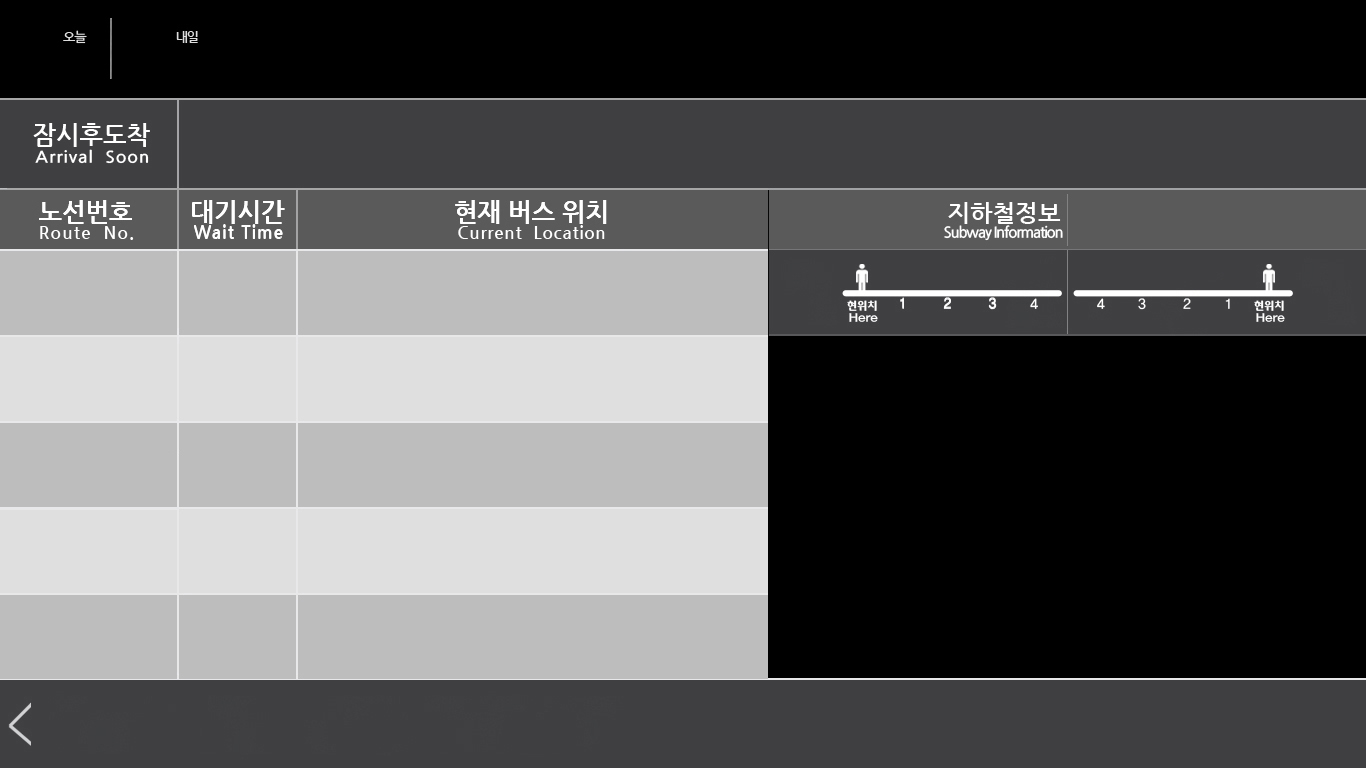 오늘 내일
잠시후도착
Arrival Soon
노선번호 대기시간 현재 버스 위치 지하철정보
Route No. Wait Time Current Location Subway Information
현위치 1 2 3 4 4 3 2 1 현위치
Here Here